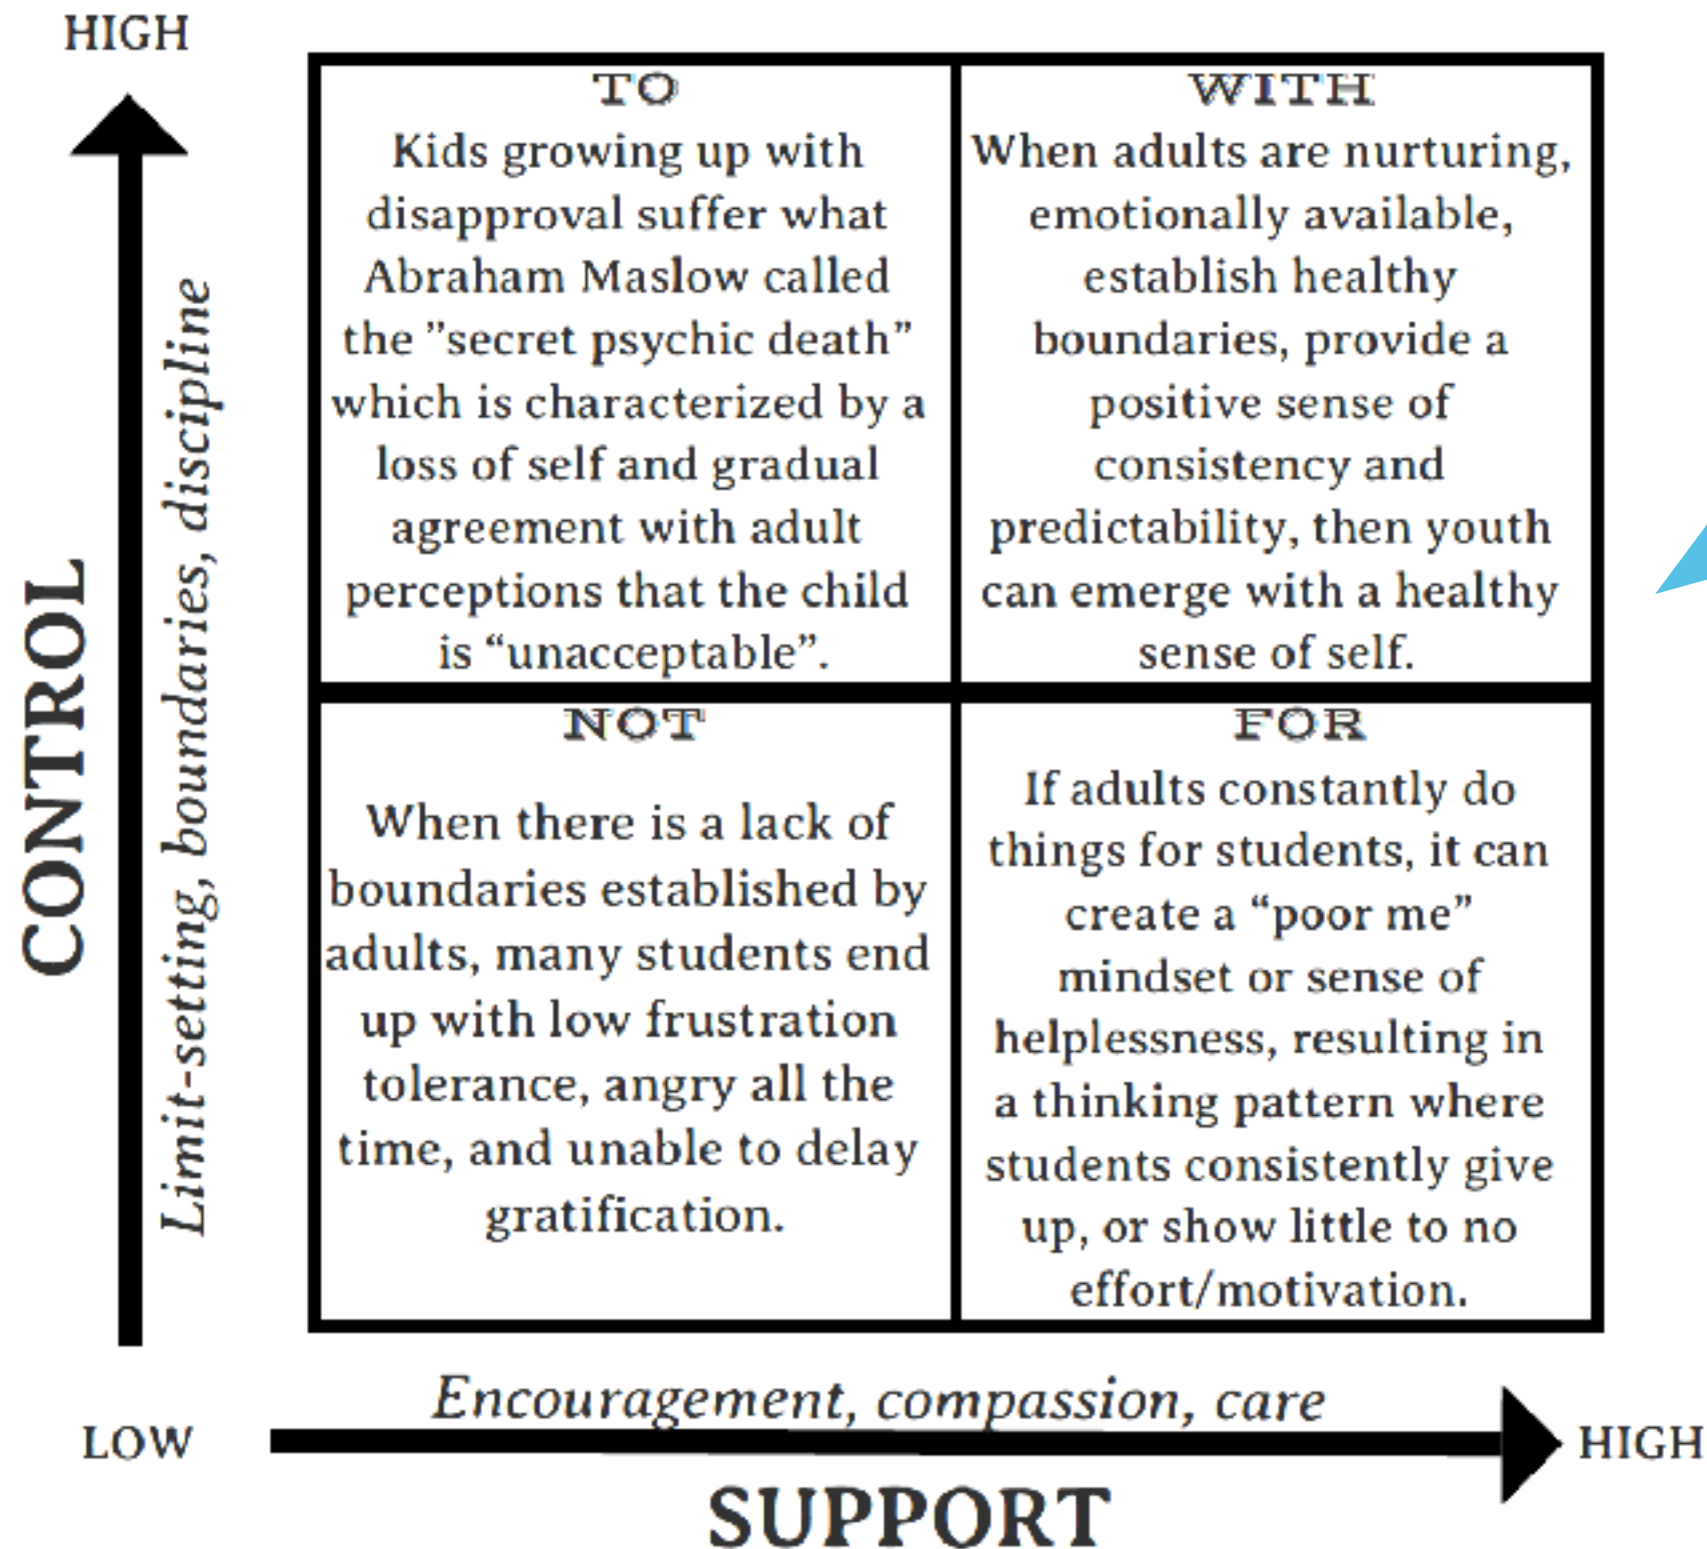 HIGH
CONTROL
Limit-setting, boundaries, discipline
TO
Kids growing up with
disapproval suffer what
Abraham Maslow called
the ”secret psychic death”
which is characterized by a
loss of self and gradual
agreement with adult
perceptions that the child
is “unacceptable”.
WITH
When adults are nurturing,
emotionally available,
establish healthy
boundaries, provide a
positive sense of
consistency and
predictability, then youth
can emerge with a healthy
sense of self.
NOT
When there is a lack of
boundaries established by
adults, many students end
up with low frustration
tolerance, angry all the
time, and unable to delay
gratification.
FOR
If adults constantly do
things for students, it can
create a “poor me”
mindset or sense of
helplessness, resulting in
a thinking pattern where
students consistently give
up, or show little to no
effort/motivation.
LOW
Encouragement, compassion, care
HIGH
SUPPORT